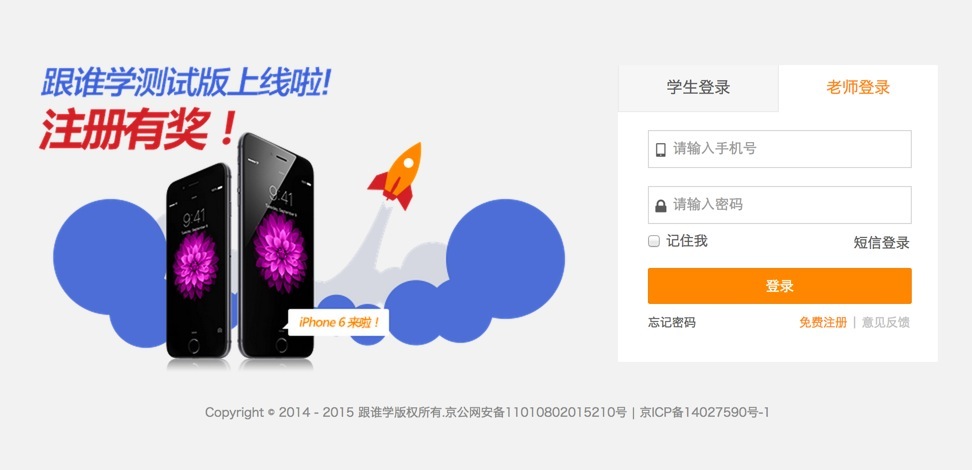 跟谁学测试版上线啦!
注册有奖！
9:41
9:41
iPhone 6 来啦！
学生登录
老师登录
请输入手机号
请输入密码
记住我
短信登录
登录
忘记密码
免费注册 | 意见反馈
Copyright © 2014 - 2015 跟谁学版权所有.京公网安备11010802015210号 | 京ICP备14027590号-1